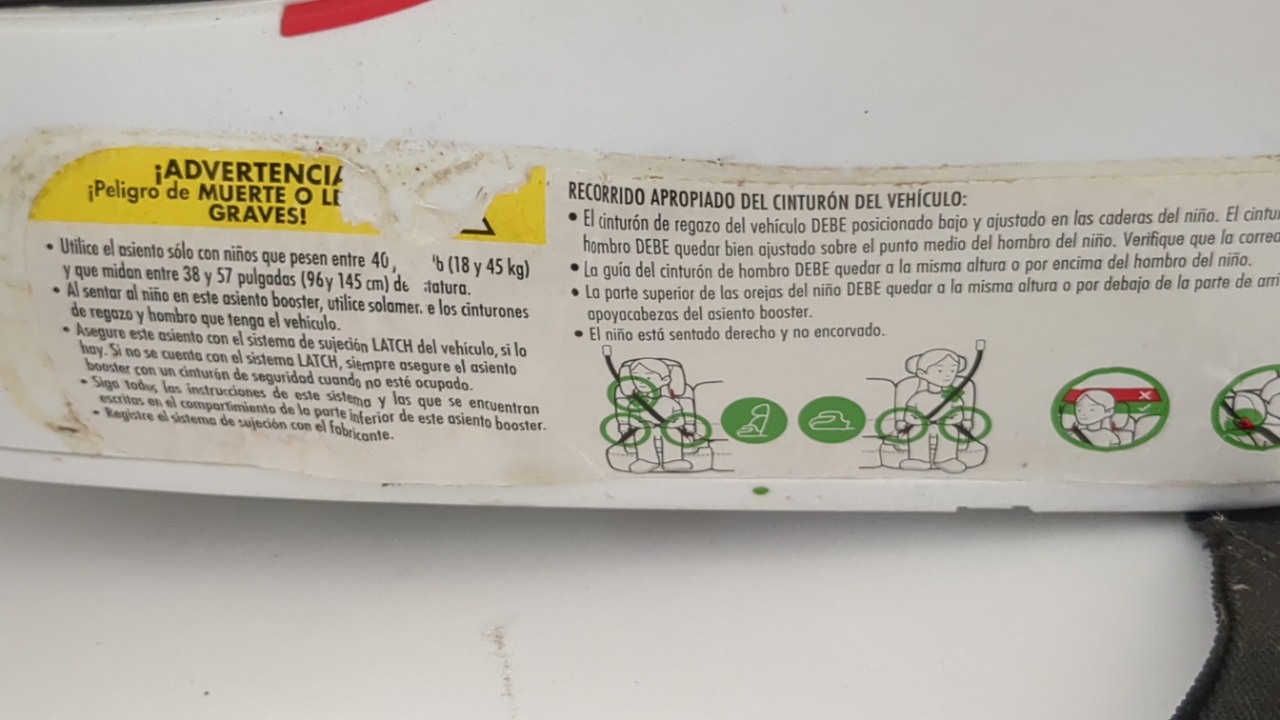 ¡ADVERTENCIA
¡Peligro de MUERTE O
GRAVES!
• Utilice el asiento sólo con niños que pesen entre 40 (18 y 45 kg)
y que midan entre 38 y 57 pulgadas (96 y 145 cm) de
• Al sentar al niño en este asiento booster, utilice e los cinturones
de regazo y hombro que tenga el vehículo.
• Asegure este asiento con el sistema de sujeción LATCH del vehículo, si lo
hay. Si no se cuenta con el sistema LATCH, siempre asegure el asiento
booster con un cinturón de seguridad cuando no esté ocupado.
• Siga todas las instrucciones de este sistema y las que se encuentran
escritas en el compartimiento de la parte inferior de este asiento booster.
• Registre el sistema de sujeción con el fabricante.
RECORRIDO APROPIADO DEL CINTURÓN DEL VEHÍCULO:
• El cinturón de regazo del vehículo DEBE posicionado bajo y ajustado en las caderas del niño. El
hombro DEBE quedar bien ajustado sobre el punto medio del hombro del niño. Verifique que la
• La guía del cinturón de hombro DEBE quedar a la misma altura o por encima del hombro del niño.
• La parte superior de las orejas del niño DEBE quedar a la misma altura o por debajo de la parte de
apoyacabezas del asiento booster.
• El niño está sentado derecho y no encorvado.